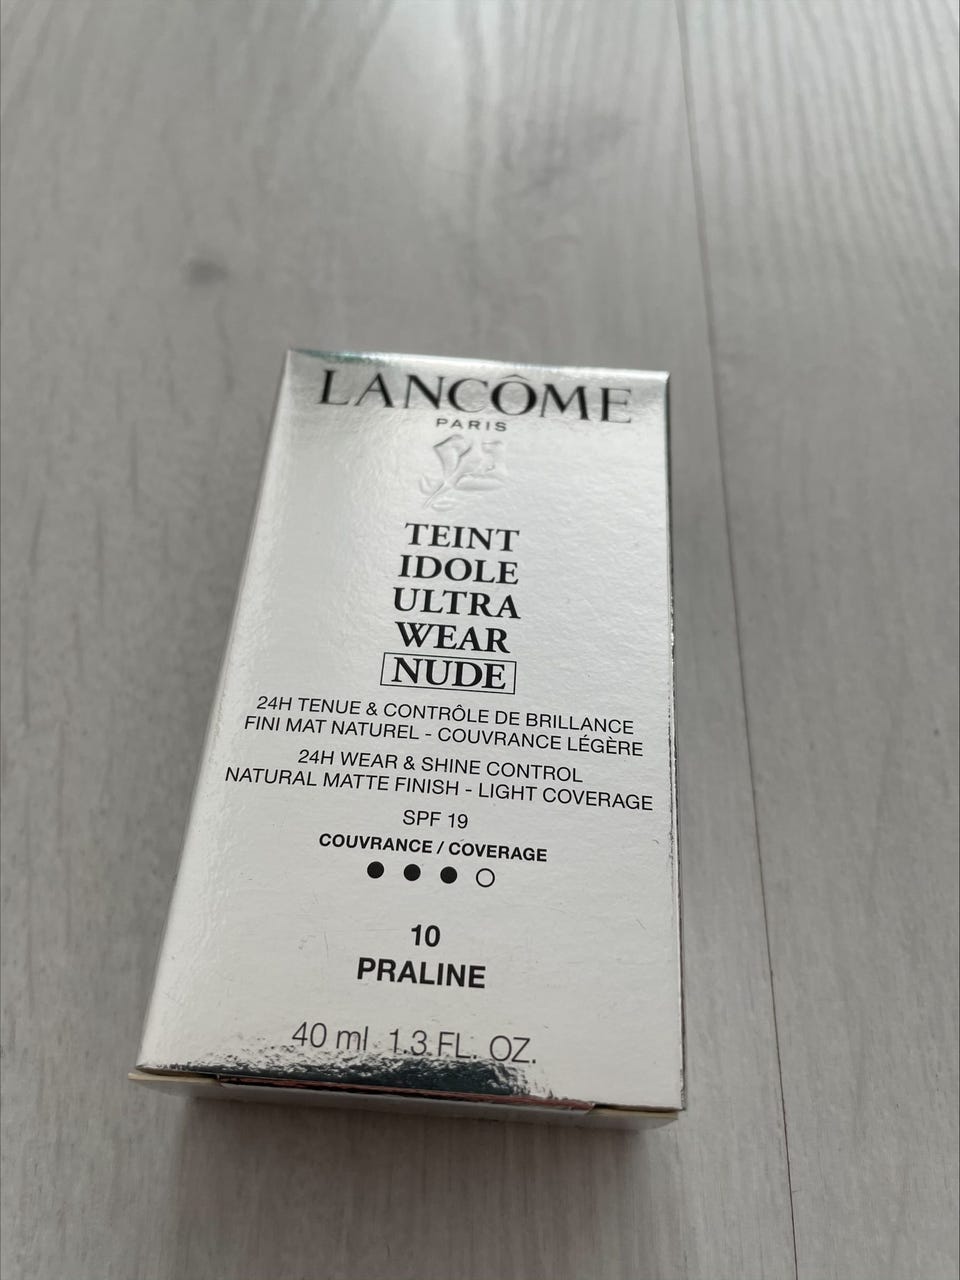 LANCÔME
PARIS
TEINT
IDOLE
ULTRA
WEAR
NUDE
24H TENUE & CONTRÔLE DE BRILLANCE
FINI MAT NATUREL - COUVRANCE LÉGÈRE
24H WEAR & SHINE CONTROL
NATURAL MATTE FINISH - LIGHT COVERAGE
SPF 19
COUVRANCE / COVERAGE
10
PRALINE
40 ml 1.3 FL. OZ.